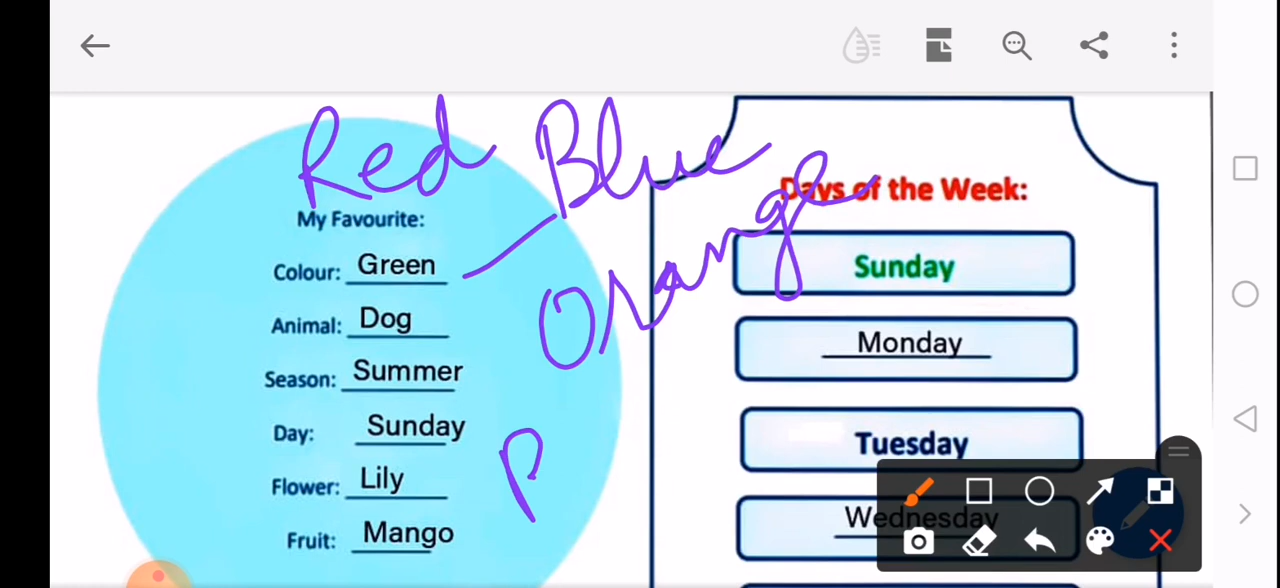 Red Blue
Orange
P
My Favourite:
Colour: Green
Animal: Dog
Season: Summer
Day: Sunday
Flower: Lily
Fruit: Mango
Days of the Week:
Sunday
Monday
Tuesday
Wednesday